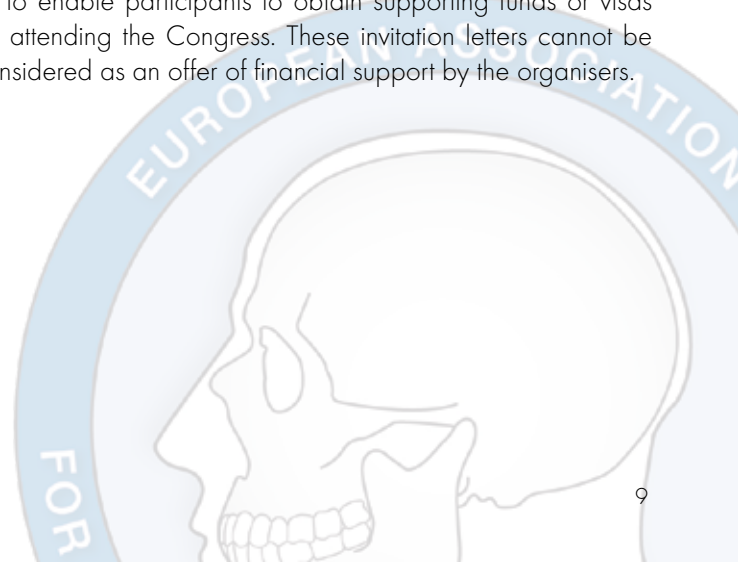 to enable participants to obtain supporting funds or visas
attending the Congress. These invitation letters cannot be
nsidered as an offer of financial support by the organisers.
EUROPEAN ASSOCIATION
FOR
9